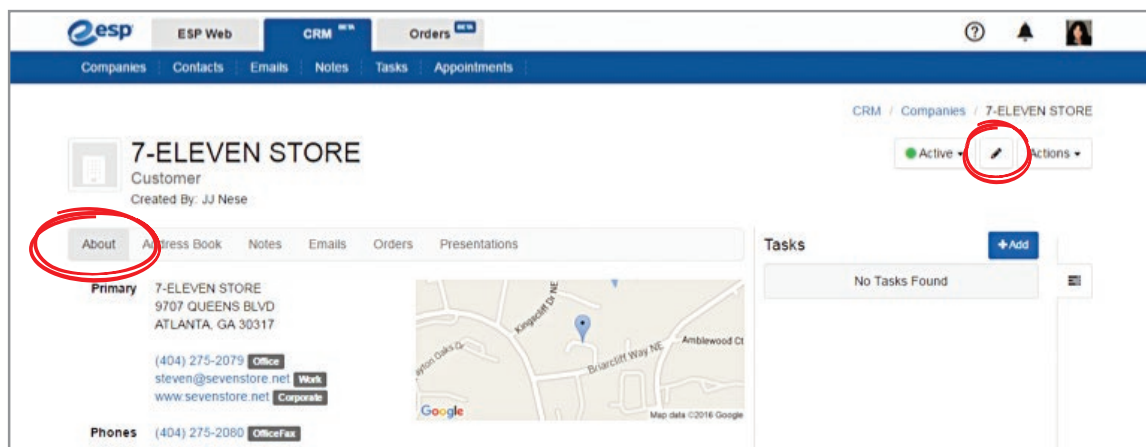 esp ESP Web CRM BETA Orders BETA
Companies Contacts Emails Notes Tasks Appointments
CRM / Companies / 7-ELEVEN STORE
7-ELEVEN STORE
Customer
Created By: JJ Nese
Active Actions
About Address Book Notes Emails Orders Presentations
Tasks +Add
No Tasks Found
Primary 7-ELEVEN STORE
9707 QUEENS BLVD
ATLANTA, GA 30317
(404) 275-2079 Office
steven@sevenstore.net Work
www.sevenstore.net Corporate
Phones (404) 275-2080 OfficeFax
Kingscliff Dr NE
Amblewood Ct
Briarcliff Way NE
Oaks Dr
Google Map data ©2016 Google